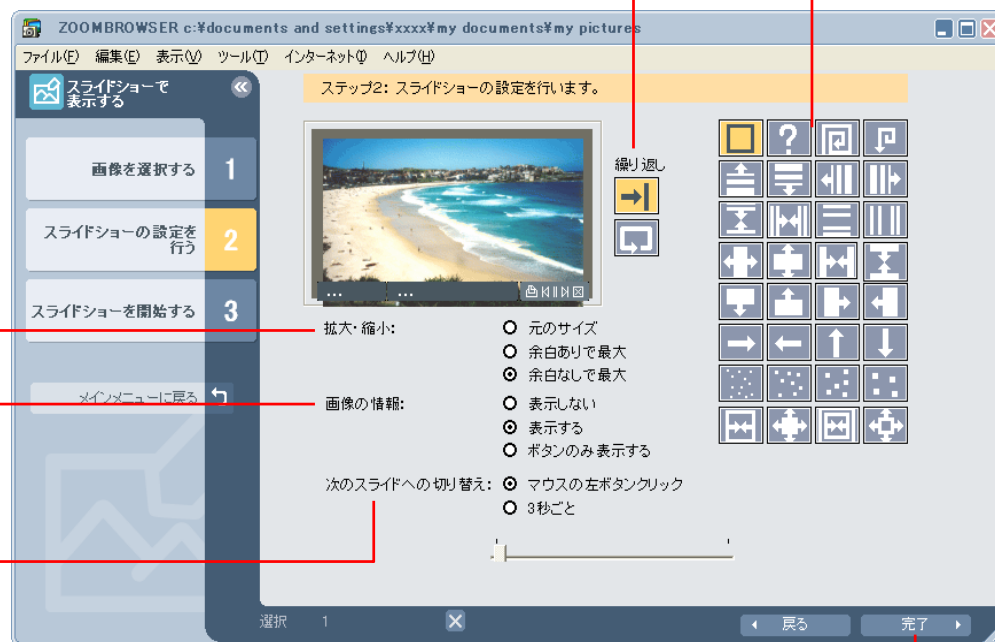 ZOOMBROWSER c:¥documents and settings¥xxxx¥my documents¥my pictures
ファイル(F) 編集(E) 表示(V) ツール(T) インターネット(I) ヘルプ(H)
スライドショーで
表示する
ステップ2: スライドショーの設定を行います。
画像を選択する 1
スライドショーの設定を
行う 2
スライドショーを開始する 3
メインメニューに戻る
繰り返し
... ...
?
拡大・縮小:
元のサイズ
余白ありで最大
余白なしで最大
画像の情報:
表示しない
表示する
ボタンのみ表示する
次のスライドへの切り替え:
マウスの左ボタンクリック
3秒ごと
選択 1
戻る
完了